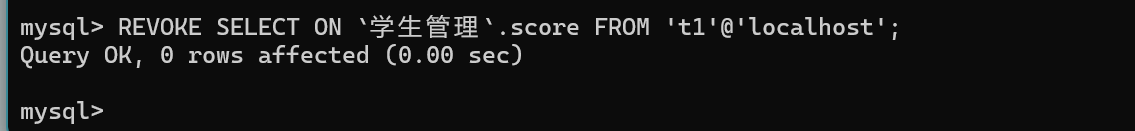 mysql> REVOKE SELECT ON `学生管理`.score FROM 't1'@'localhost';
Query OK, 0 rows affected (0.00 sec)
mysql>